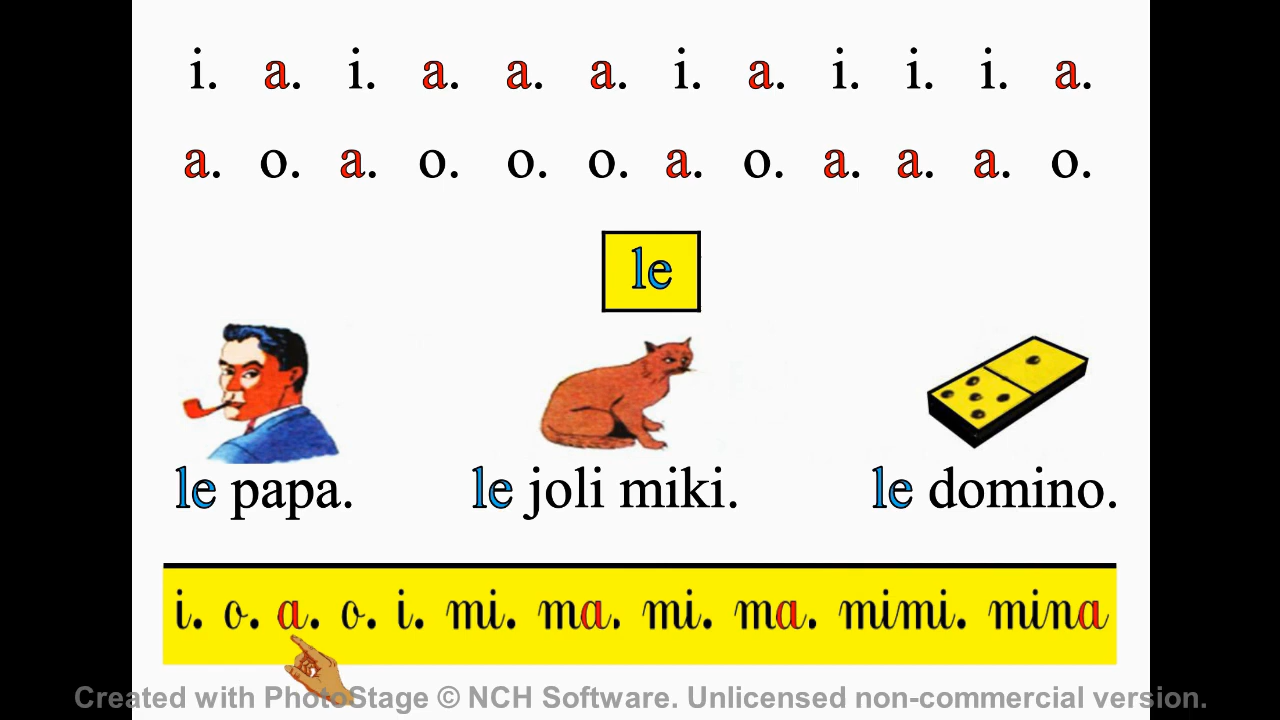 i. a. i. a. a. a. i. a. i. i. i. a.
a. o. a. o. o. o. a. o. a. a. a. o.
le
le papa. le joli miki. le domino.
i. o. a. o. i. mi. ma. mi. ma. mimi. mina
Created with PhotoStage © NCH Software. Unlicensed non-commercial version.